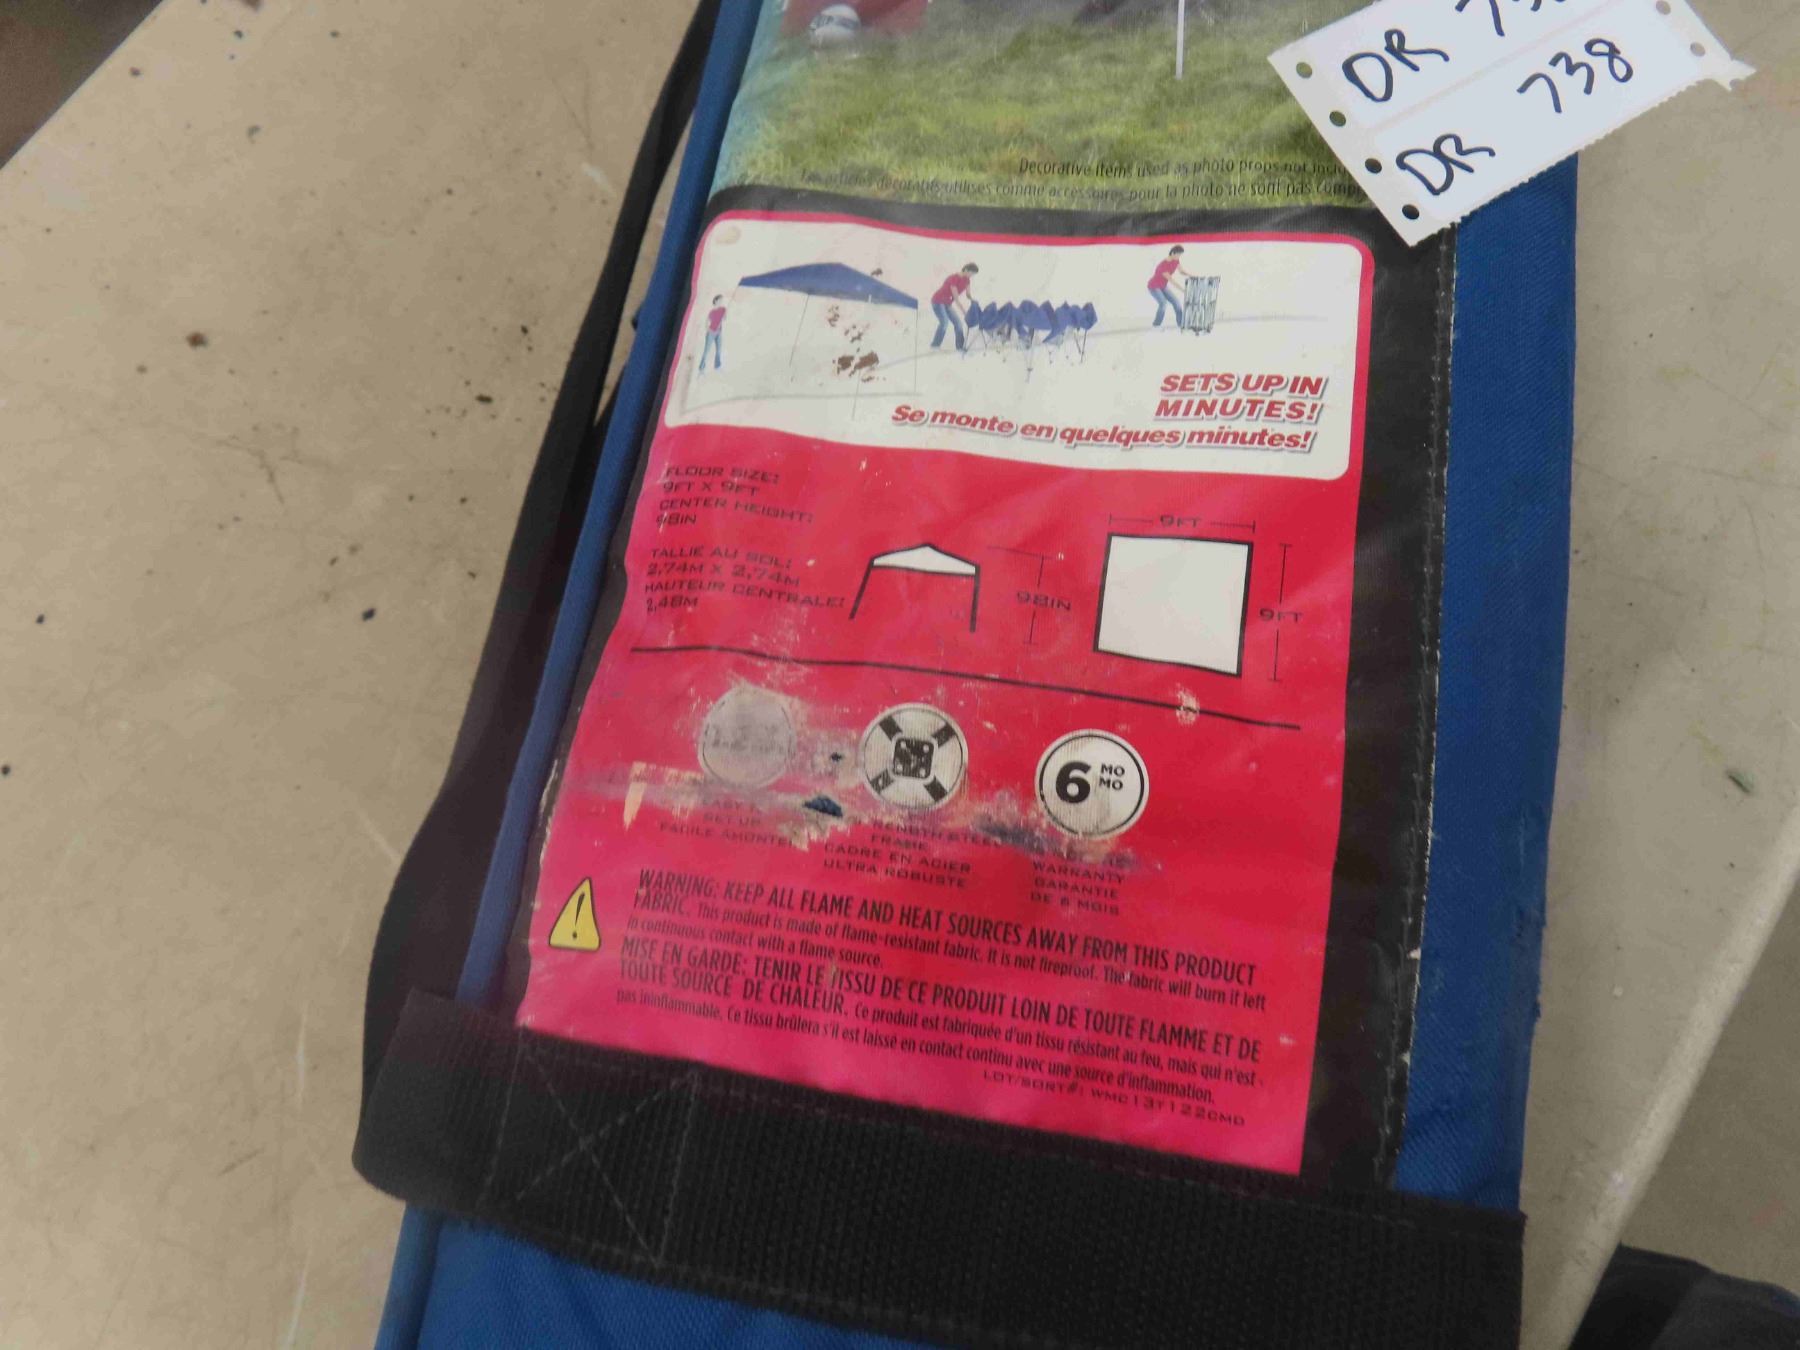 DR
DR 738
Decorative items used as photo props not
Les articles décoratifs utilisés comme accessoires pour la photo ne sont pas
SETS UP IN
MINUTES!
Se monte en quelques minutes!
FLOOR SIZE:
9FT X 9FT
CENTER HEIGHT:
98IN
TALLIE AU SOL:
2,74M X 2,74M
HAUTEUR CENTRALE:
2,48M
98IN
9FT
9FT
6 MO
MO
EASY
SET UP
FACILE À MONTER
STEEL
FRAME
CADRE EN ACIER
ULTRA ROBUSTE
WARRANTY
GARANTIE
DE 6 MOIS
WARNING: KEEP ALL FLAME AND HEAT SOURCES AWAY FROM THIS PRODUCT
FABRIC. This product is made of flame-resistant fabric. It is not fireproof. The fabric will burn if left
in continuous contact with a flame source.
MISE EN GARDE: TENIR LE TISSU DE CE PRODUIT LOIN DE TOUTE FLAMME ET DE
TOUTE SOURCE DE CHALEUR. Ce produit est fabriquée d'un tissu résistant au feu, mais qui n'est
pas ininflammable. Ce tissu brûlera s'il est laissé en contact continu avec une source d'inflammation.
LOT/SORT#: WMC13T122CMD